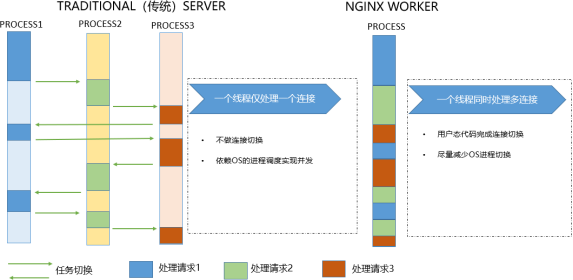 TRADITIONAL（传统）SERVER
NGINX WORKER
PROCESS1
PROCESS2
PROCESS3
PROCESS
一个线程仅处理一个连接
一个线程同时处理多连接
• 不做连接切换
• 依赖OS的进程调度实现并发
• 用户态代码完成连接切换
• 尽量减少OS进程切换
任务切换
处理请求1
处理请求2
处理请求3